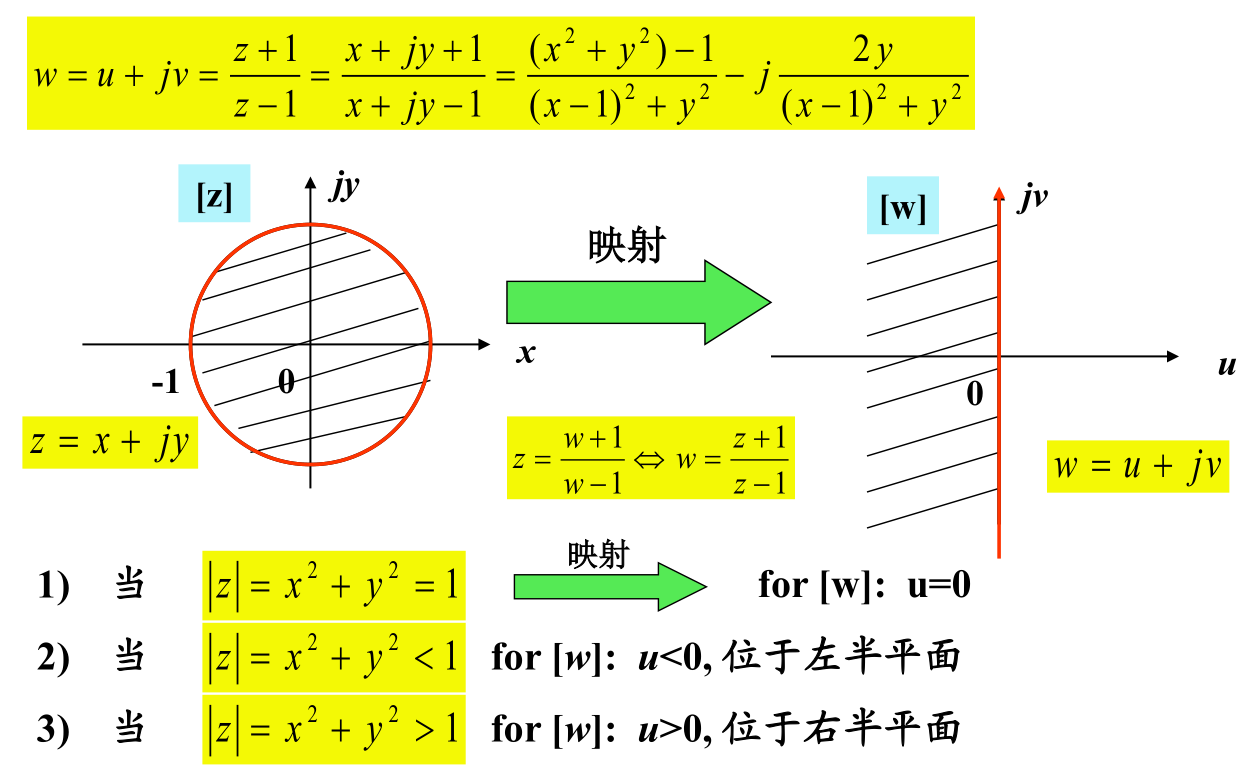 w = u + jv = \frac{z+1}{z-1} = \frac{x+jy+1}{x+jy-1} = \frac{(x^2+y^2)-1}{(x-1)^2+y^2} - j\frac{2y}{(x-1)^2+y^2}
[z]
jy
[w]
jv
映射
x
u
-1
0
0
z = x + jy
z = \frac{w+1}{w-1} ⇔ w = \frac{z+1}{z-1}
w = u + jv
映射
1) 当 |z| = x^2 + y^2 = 1 for [w]: u=0
2) 当 |z| = x^2 + y^2 < 1 for [w]: u<0, 位于左半平面
3) 当 |z| = x^2 + y^2 > 1 for [w]: u>0, 位于右半平面